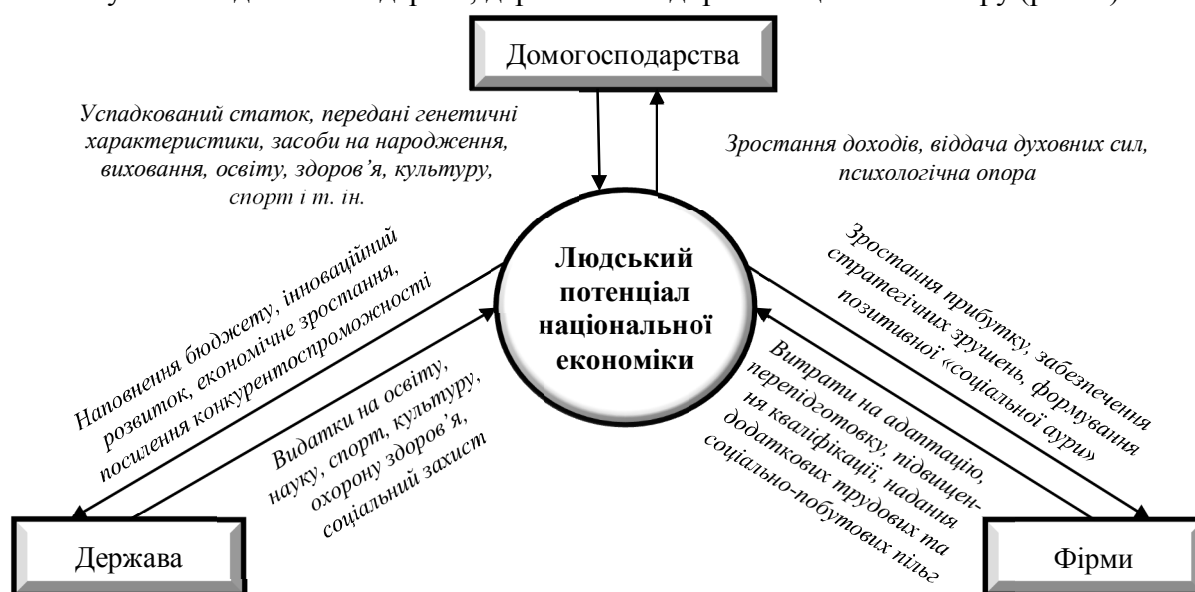 Домогосподарства
Успадкований статок, передані генетичні
характеристики, засоби на народження,
виховання, освіту, здоров’я, культуру,
спорт і т. ін.
Зростання доходів, віддача духовних сил,
психологічна опора
Людський
потенціал
національної
економіки
Наповнення бюджету, інноваційний
розвиток, економічне зростання,
посилення конкурентоспроможності
Видатки на освіту,
науку, спорт, культуру,
охорону здоров’я,
соціальний захист
Зростання прибутку, забезпечення
стратегічних зрушень, формування
позитивної «соціальної аури»
Витрати на адаптацію,
перепідготовку, підвищен-
ня кваліфікації, надання
додаткових трудових та
соціально-побутових пільг
Держава
Фірми